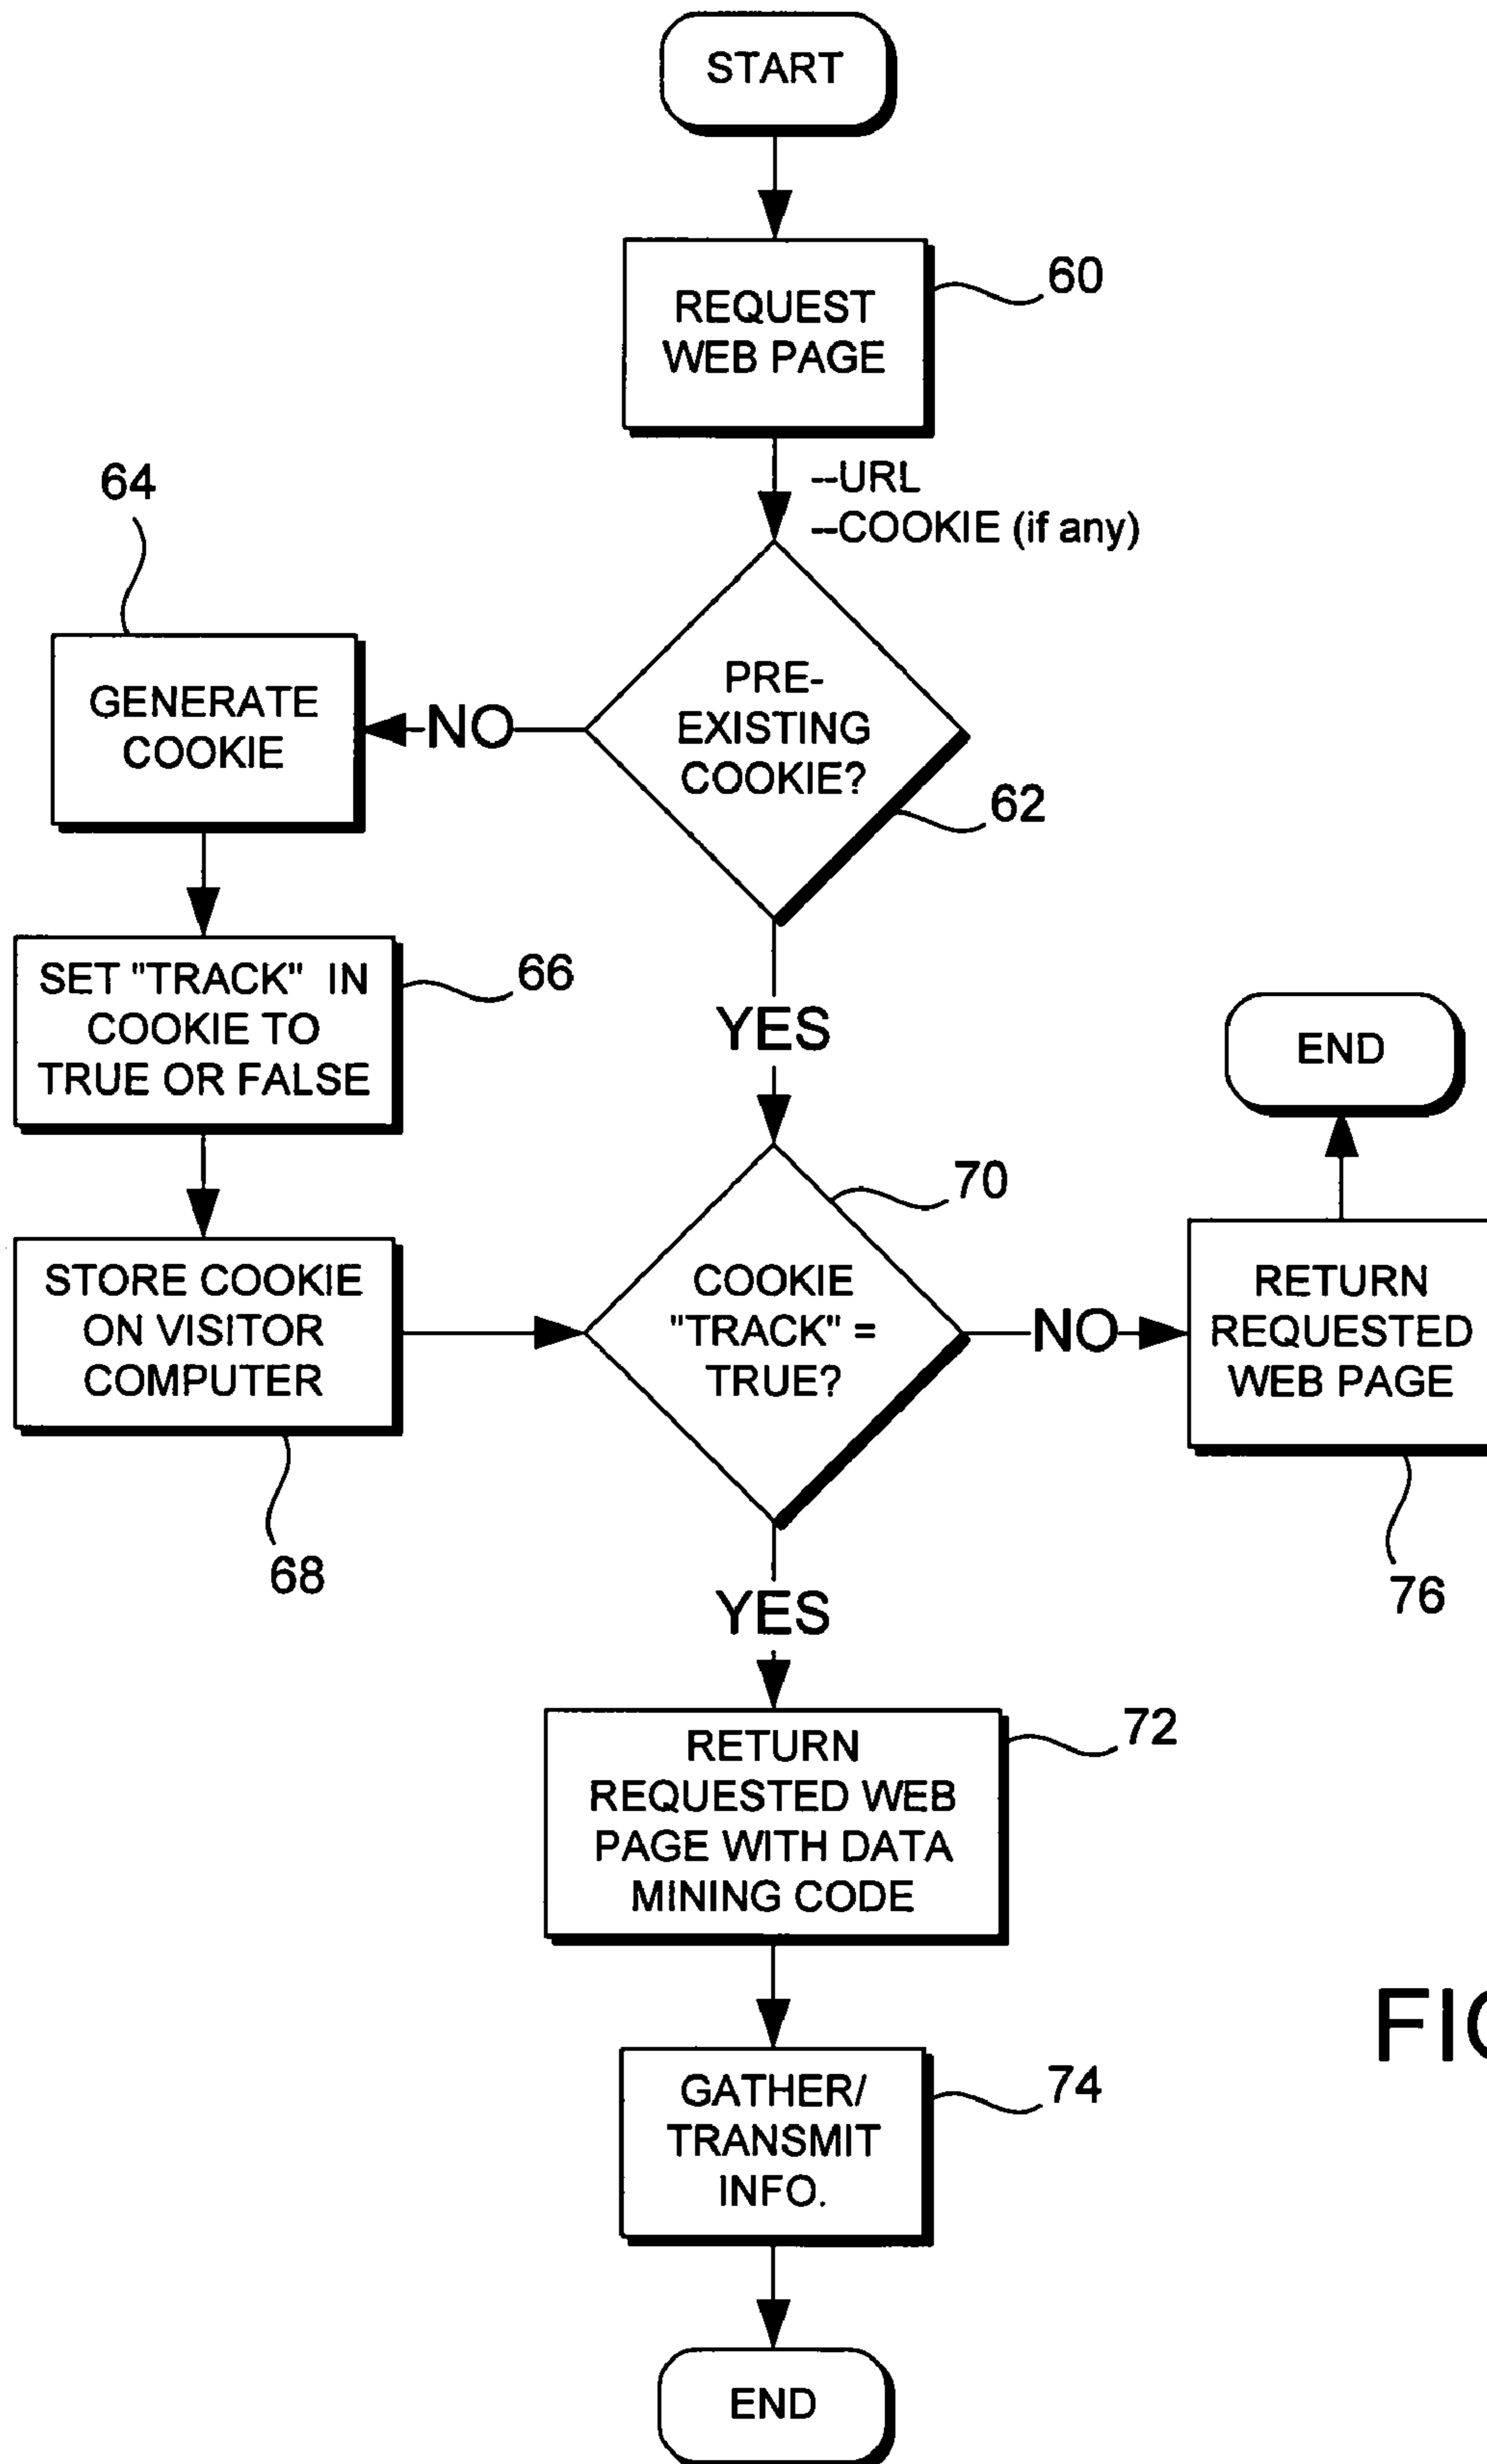 START
REQUEST
WEB PAGE
60
--URL
--COOKIE (if any)
64
GENERATE
COOKIE
NO
PRE-
EXISTING
COOKIE?
62
SET "TRACK" IN
COOKIE TO
TRUE OR FALSE
66
YES
END
70
STORE COOKIE
ON VISITOR
COMPUTER
COOKIE
"TRACK" =
TRUE?
NO
RETURN
REQUESTED
WEB PAGE
68
76
YES
RETURN
REQUESTED WEB
PAGE WITH DATA
MINING CODE
72
FIG
GATHER/
TRANSMIT
INFO.
74
END